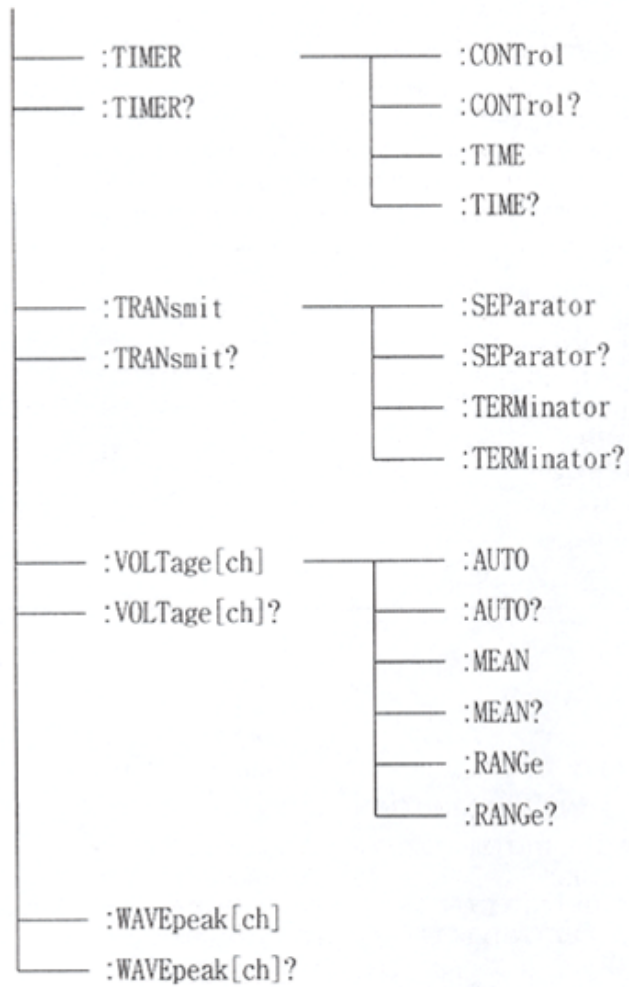 :TIMER :CONTrol
:TIMER? :CONTrol?
:TIME
:TIME?
:TRANsmit :SEParator
:TRANsmit? :SEParator?
:TERMinator
:TERMinator?
:VOLTage[ch] :AUTO
:VOLTage[ch]? :AUTO?
:MEAN
:MEAN?
:RANGe
:RANGe?
:WAVEpeak[ch]
:WAVEpeak[ch]?